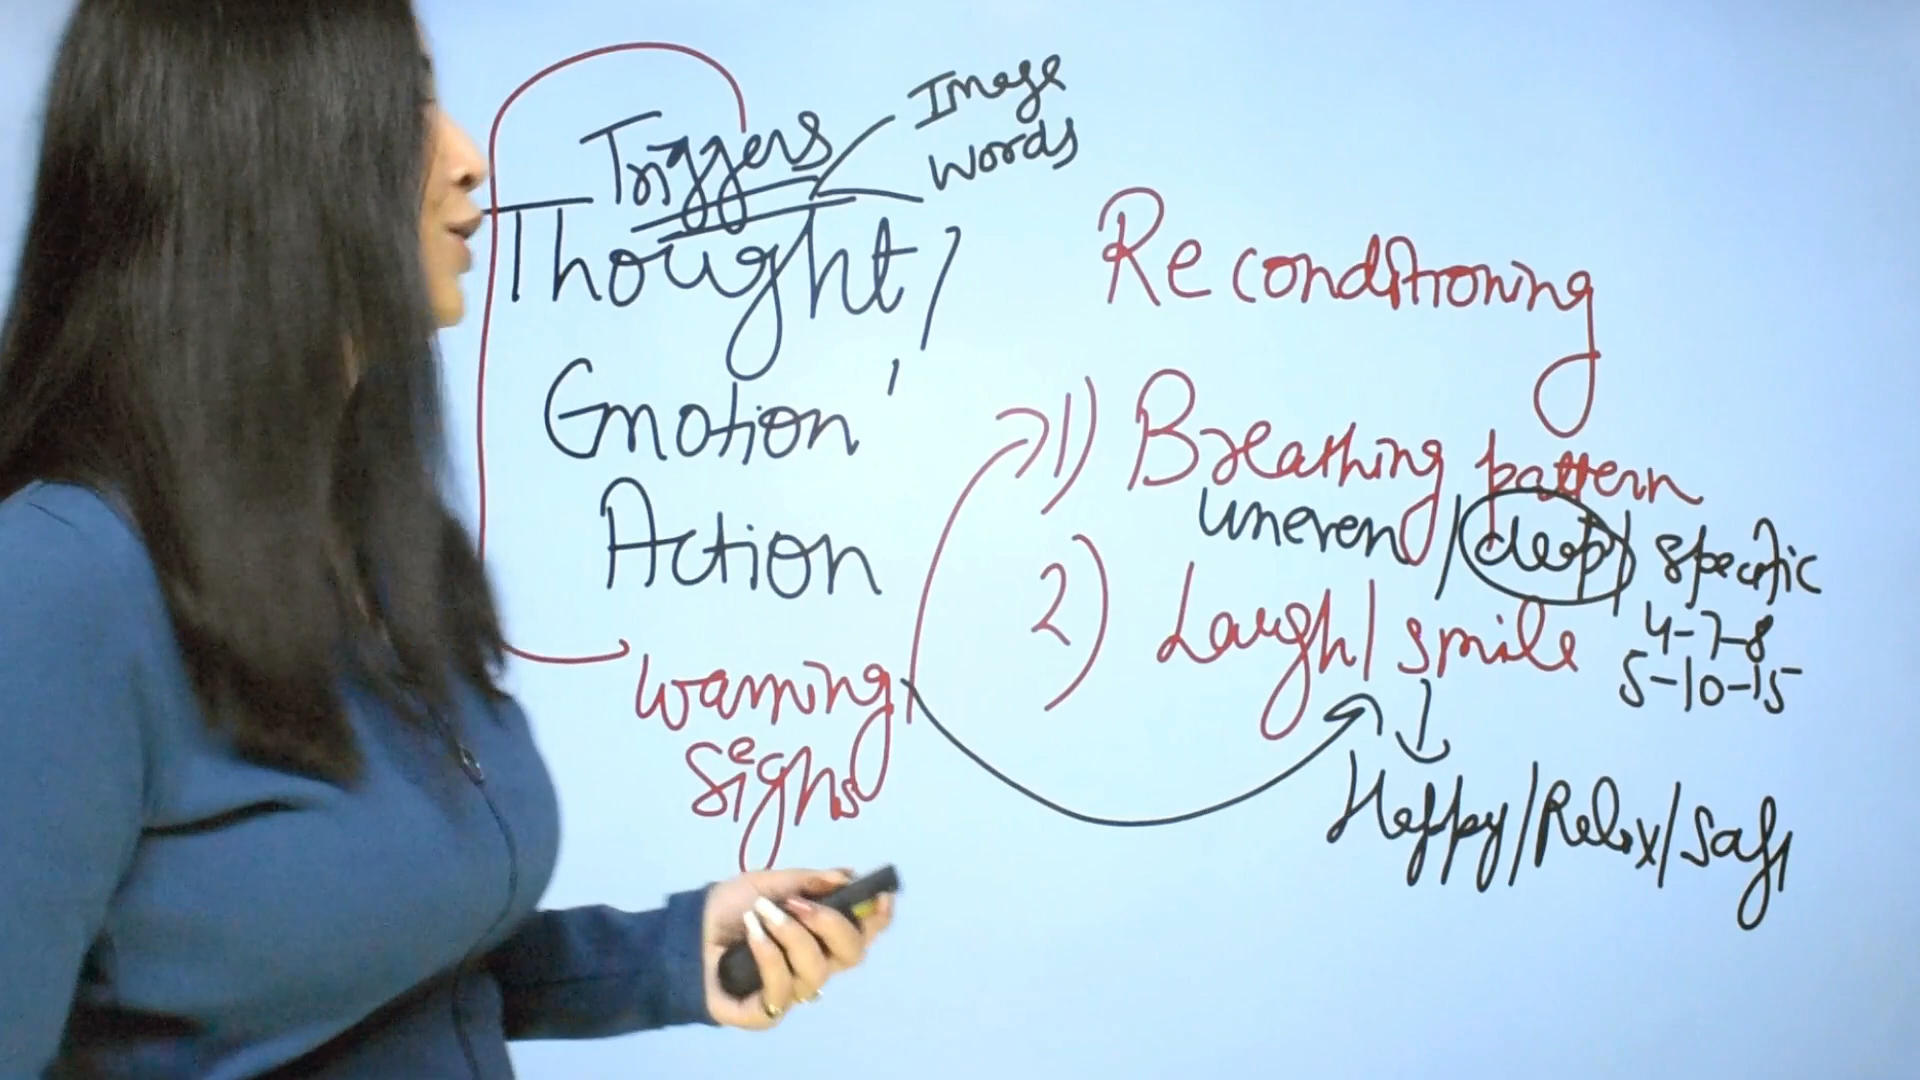 Triggers
Image
words
Thought /
Emotion '
Action
warning
signs
Reconditioning
1) Breathing pattern
uneven / deep / specific
4-7-8
5-10-15
2) Laugh/smile
Happy/Relax/Safe